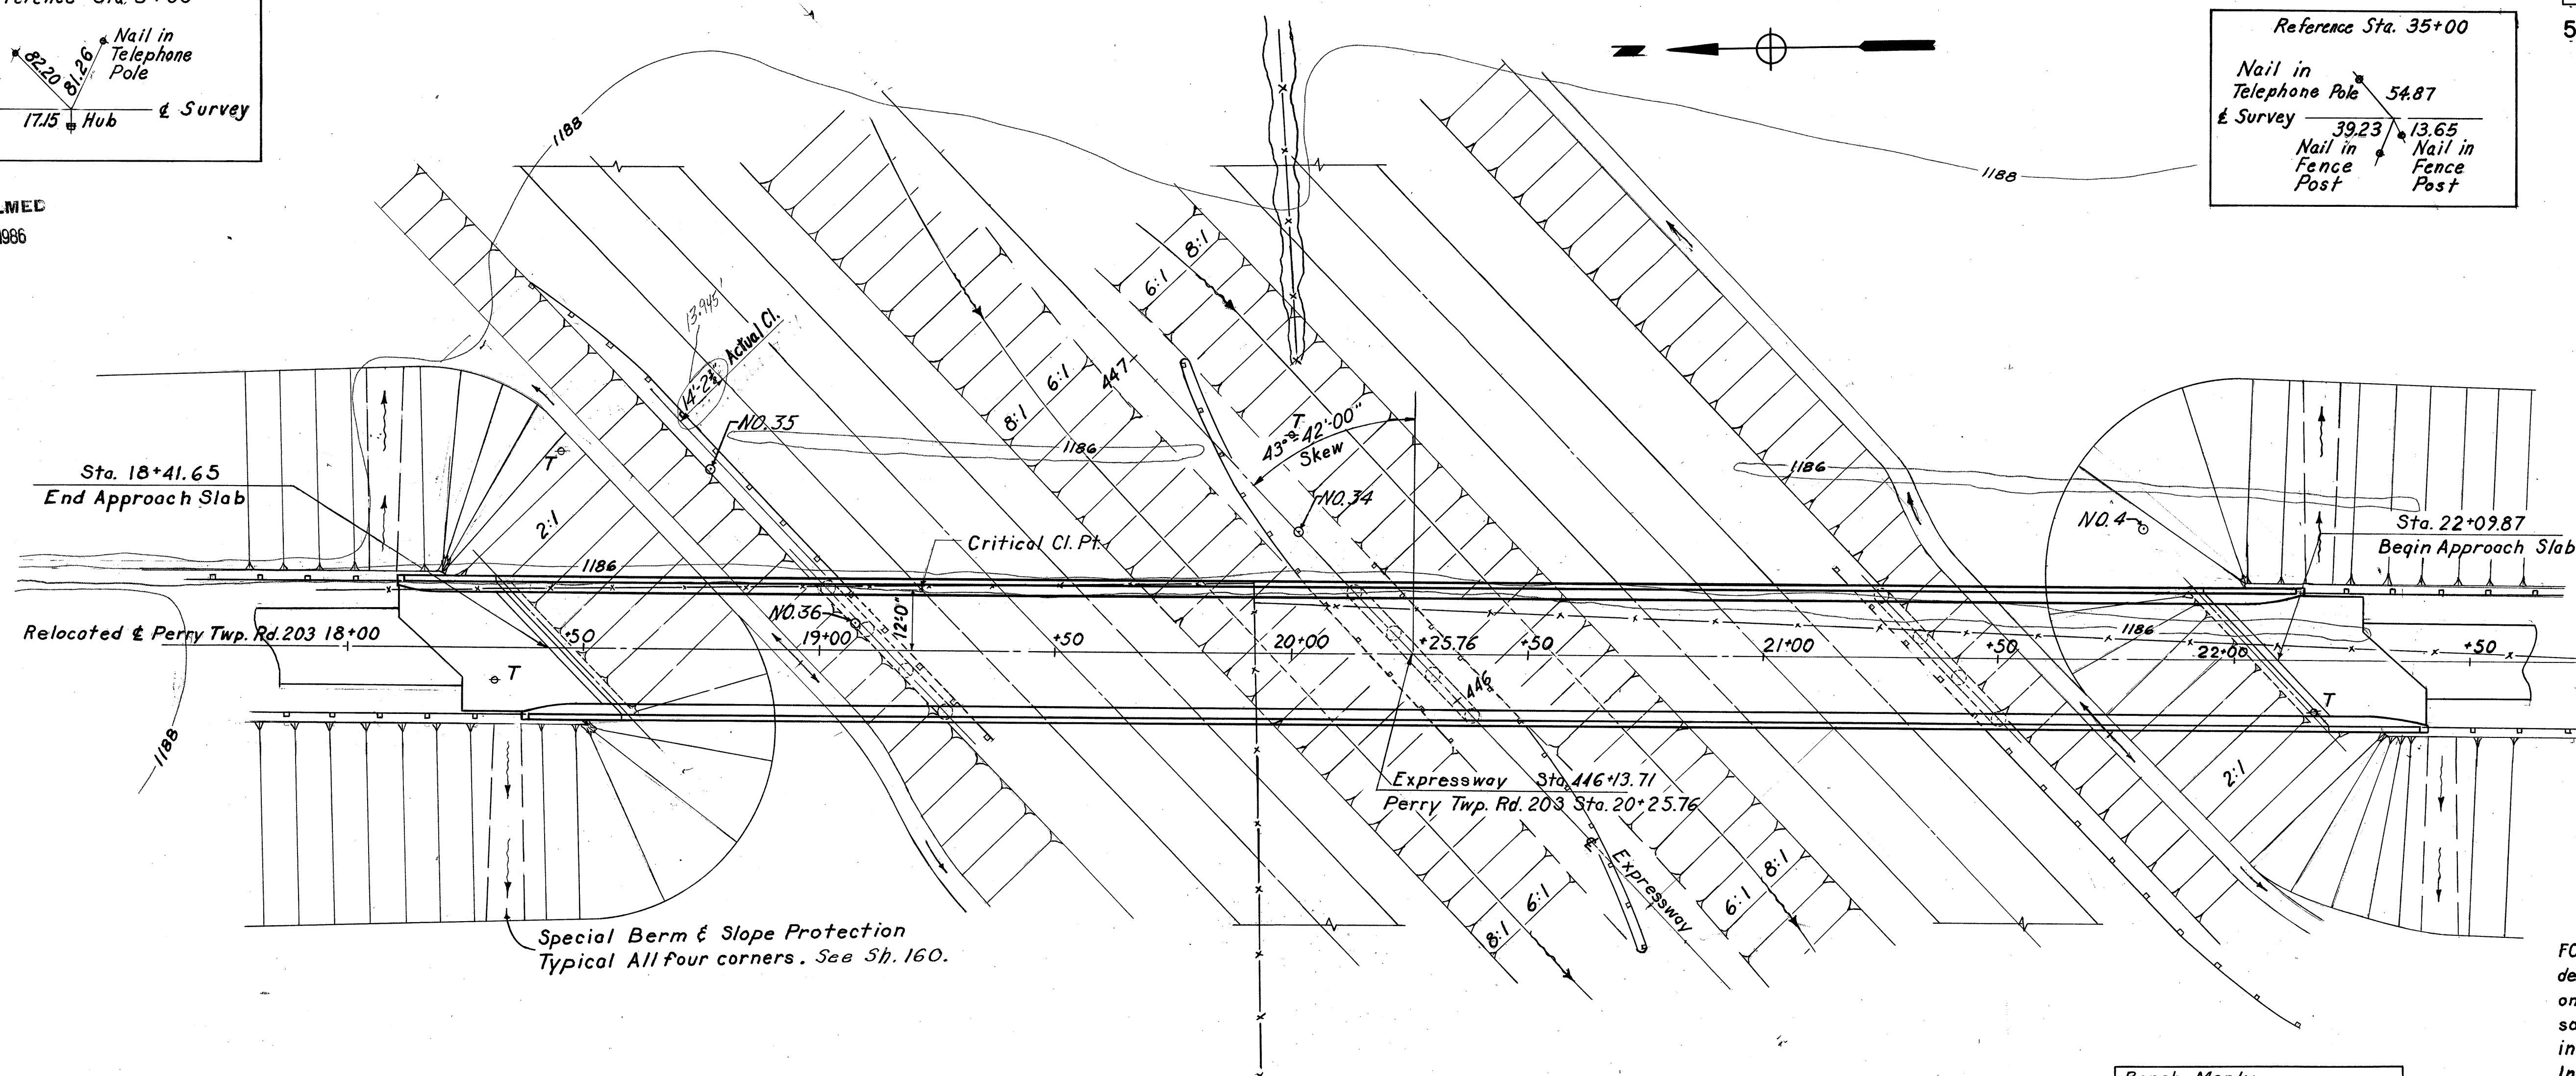 Nail in
Telephone
Pole
82.20
81.26
17.15
Hub
℄ Survey
1986
Reference Sta. 35+00
Nail in
Telephone Pole
54.87
℄ Survey
39.23
13.65
Nail in
Fence
Post
Nail in
Fence
Post
5
1188
1188
8:1
6:1
13.945'
Actual Cl.
6:1
8:1
447
NO.35
1186
43°-42'-00"
T
Skew
1186
NO.34
NO.4
Sta. 18+41.65
End Approach Slab
T
2:1
Sta. 22+09.87
Begin Approach Slab
Critical Cl. Pt.
1186
NO.36
12'-0"
Relocated ℄ Perry Twp. Rd. 203 18+00
+50
19+00
+50
20+00
+25.76
+50
21+00
+50
22+00
+50
1186
T
446
T
1188
Expressway Sta. 446+13.71
Perry Twp. Rd. 203 Sta. 20+25.76
2:1
℄ Expressway
8:1
6:1
6:1
8:1
Special Berm & Slope Protection
Typical All four corners. See Sh. 160.